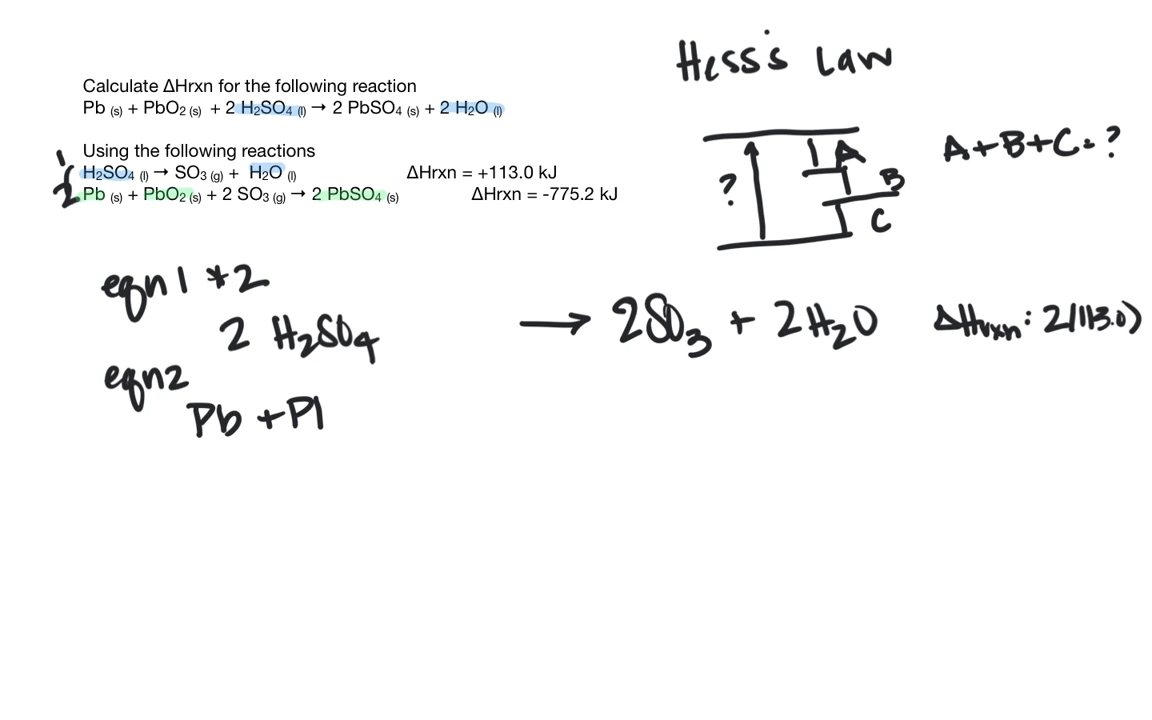 Hess's Law
Calculate ΔHrxn for the following reaction
Pb (s) + PbO2 (s) + 2 H2SO4 (l) → 2 PbSO4 (s) + 2 H2O (l)
Using the following reactions
1 H2SO4 (l) → SO3 (g) + H2O (l) ΔHrxn = +113.0 kJ
2 Pb (s) + PbO2 (s) + 2 SO3 (g) → 2 PbSO4 (s) ΔHrxn = -775.2 kJ
A+B+C=?
?
A
B
C
eqn 1 *2
2 H2SO4 → 2SO3 + 2H2O ΔHrxn: 2(113.0)
eqn2
Pb + Pl